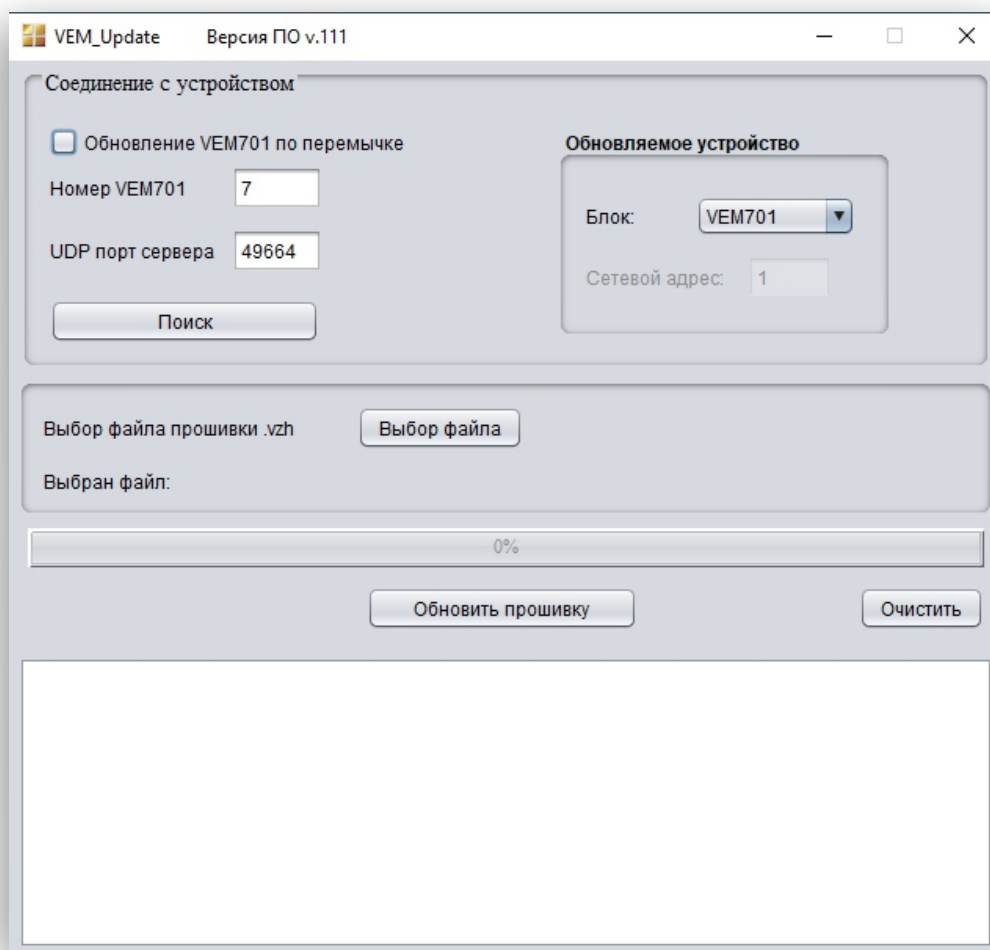 VEM_Update Версия ПО v.111
Соединение с устройством
Обновление VEM701 по перемычке
Номер VEM701 7
UDP порт сервера 49664
Поиск
Обновляемое устройство
Блок: VEM701
Сетевой адрес: 1
Выбор файла прошивки .vzh Выбор файла
Выбран файл:
0%
Обновить прошивку Очистить